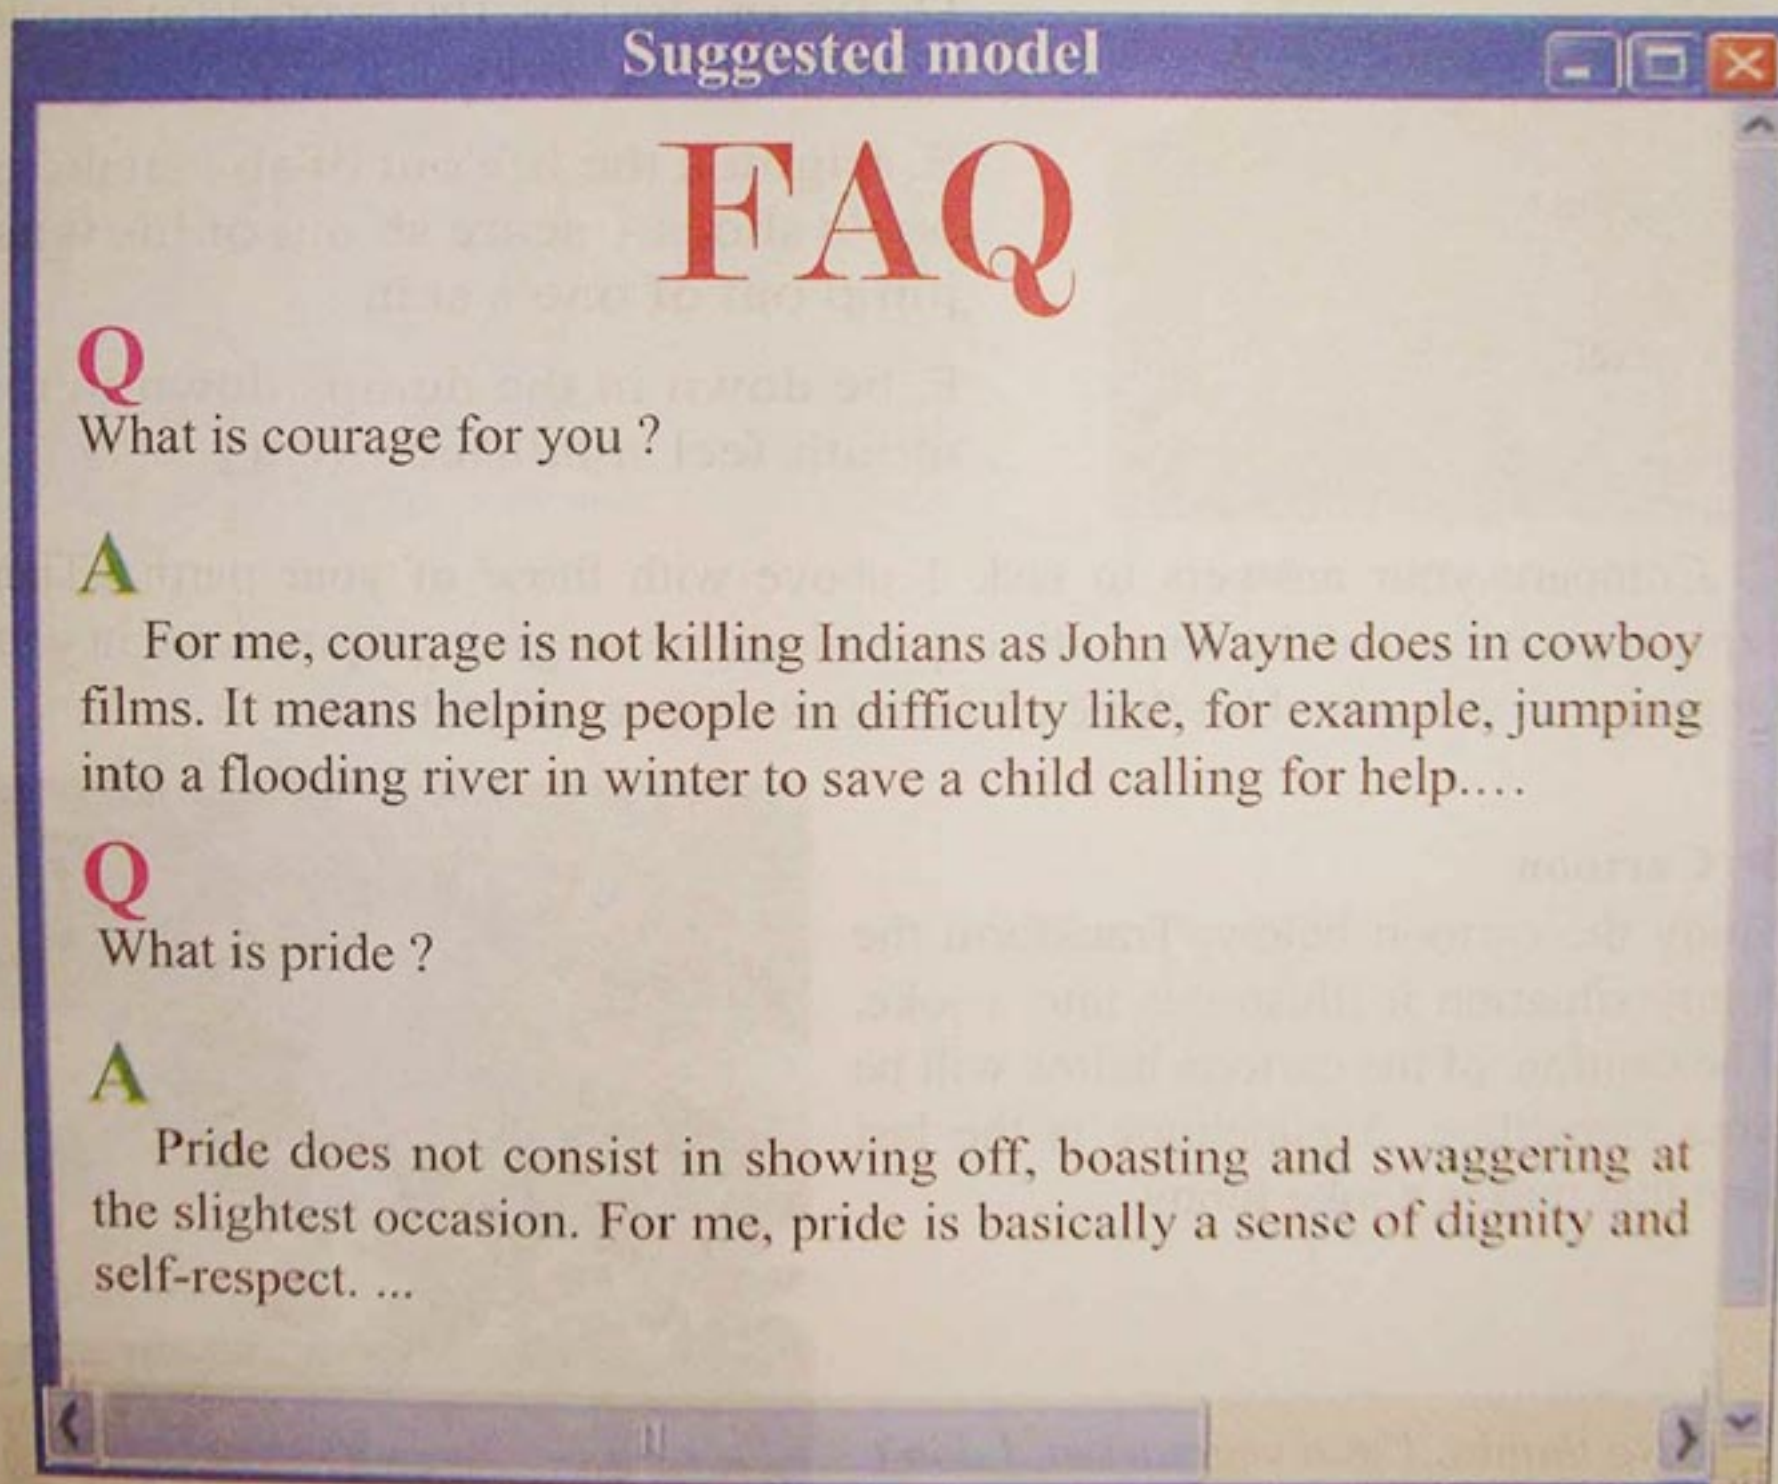 Suggested model
FAQ
Q
What is courage for you ?
A
For me, courage is not killing Indians as John Wayne does in cowboy
films. It means helping people in difficulty like, for example, jumping
into a flooding river in winter to save a child calling for help....
Q
What is pride ?
A
Pride does not consist in showing off, boasting and swaggering at
the slightest occasion. For me, pride is basically a sense of dignity and
self-respect. ...